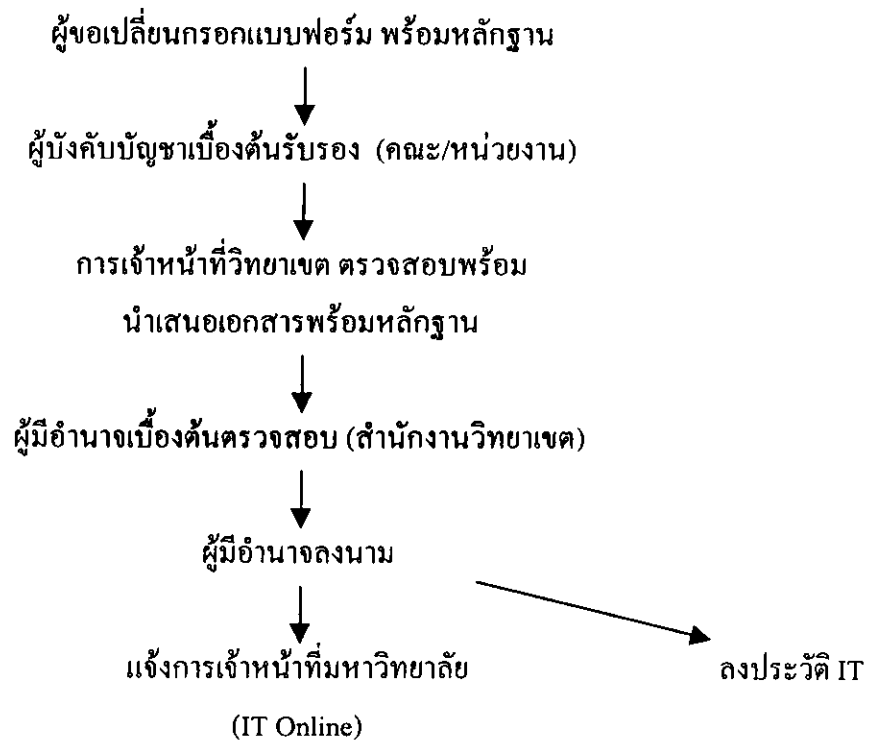 ผู้ขอเปลี่ยนกรอกแบบฟอร์ม พร้อมหลักฐาน
ผู้บังคับบัญชาเบื้องต้นรับรอง (คณะ/หน่วยงาน)
การเจ้าหน้าที่วิทยาเขต ตรวจสอบพร้อม
นำเสนอเอกสารพร้อมหลักฐาน
ผู้มีอำนาจเบื้องต้นตรวจสอบ (สำนักงานวิทยาเขต)
ผู้มีอำนาจลงนาม
แจ้งการเจ้าหน้าที่มหาวิทยาลัย ลงประวัติ IT
(IT Online)